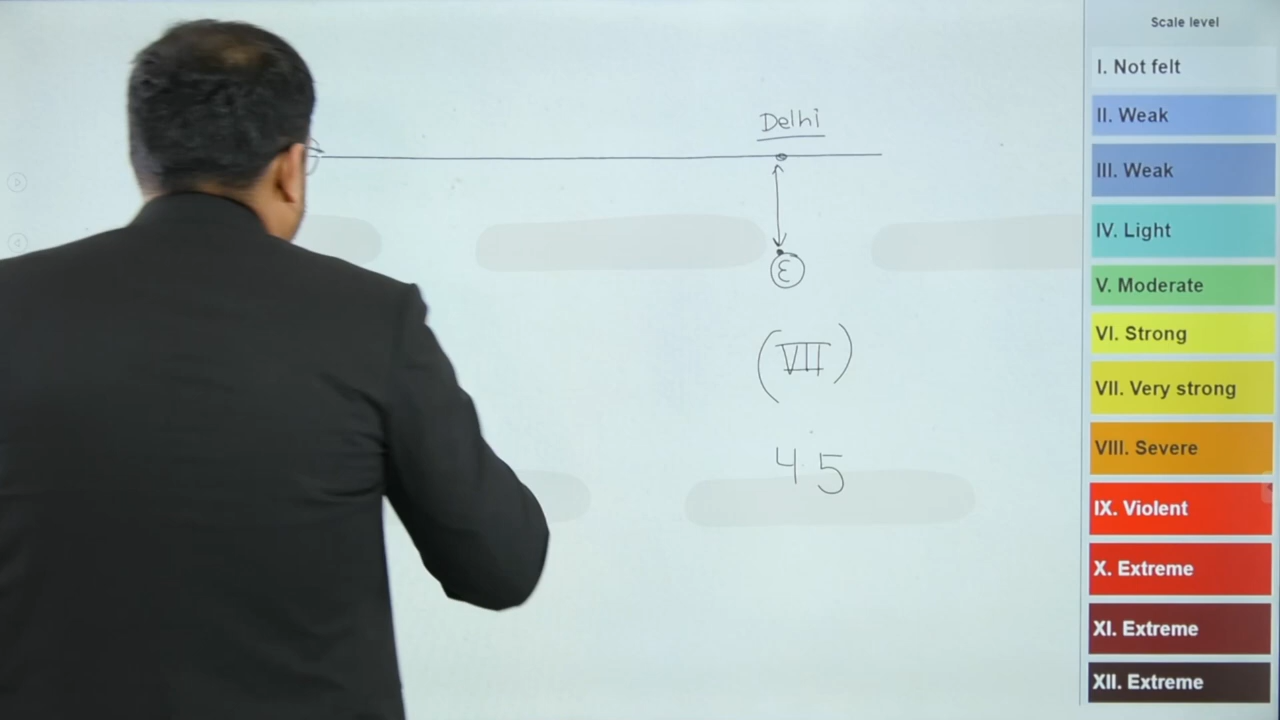 Delhi
Ɛ
(VII)
4.5
Scale level
I. Not felt
II. Weak
III. Weak
IV. Light
V. Moderate
VI. Strong
VII. Very strong
VIII. Severe
IX. Violent
X. Extreme
XI. Extreme
XII. Extreme